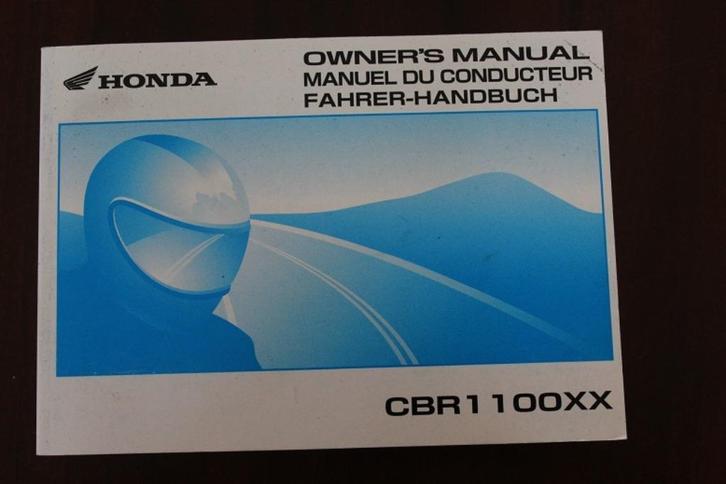 HONDA
OWNER'S MANUAL
MANUEL DU CONDUCTEUR
FAHRER-HANDBUCH
CBR1100XX